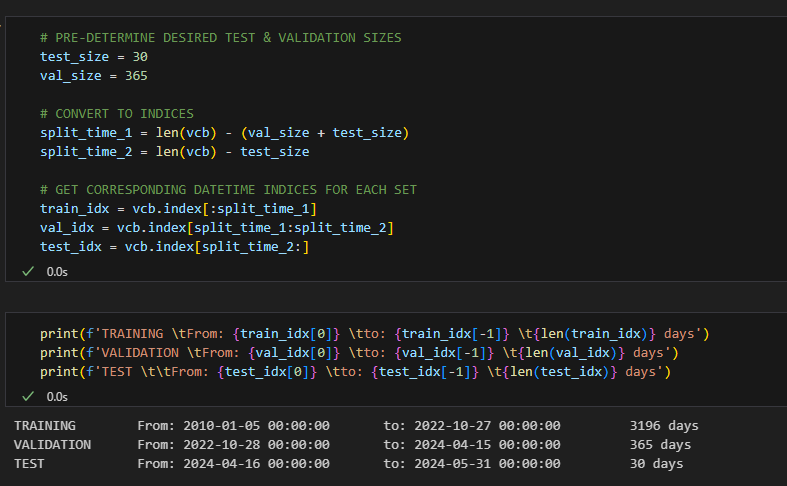 # PRE-DETERMINE DESIRED TEST & VALIDATION SIZES
test_size = 30
val_size = 365
# CONVERT TO INDICES
split_time_1 = len(vcb) - (val_size + test_size)
split_time_2 = len(vcb) - test_size
# GET CORRESPONDING DATETIME INDICES FOR EACH SET
train_idx = vcb.index[:split_time_1]
val_idx = vcb.index[split_time_1:split_time_2]
test_idx = vcb.index[split_time_2:]
0.0s
print(f'TRAINING \tFrom: {train_idx[0]} \tto: {train_idx[-1]} \t{len(train_idx)} days')
print(f'VALIDATION \tFrom: {val_idx[0]} \tto: {val_idx[-1]} \t{len(val_idx)} days')
print(f'TEST \t\tFrom: {test_idx[0]} \tto: {test_idx[-1]} \t{len(test_idx)} days')
0.0s
TRAINING From: 2010-01-05 00:00:00 to: 2022-10-27 00:00:00 3196 days
VALIDATION From: 2022-10-28 00:00:00 to: 2024-04-15 00:00:00 365 days
TEST From: 2024-04-16 00:00:00 to: 2024-05-31 00:00:00 30 days